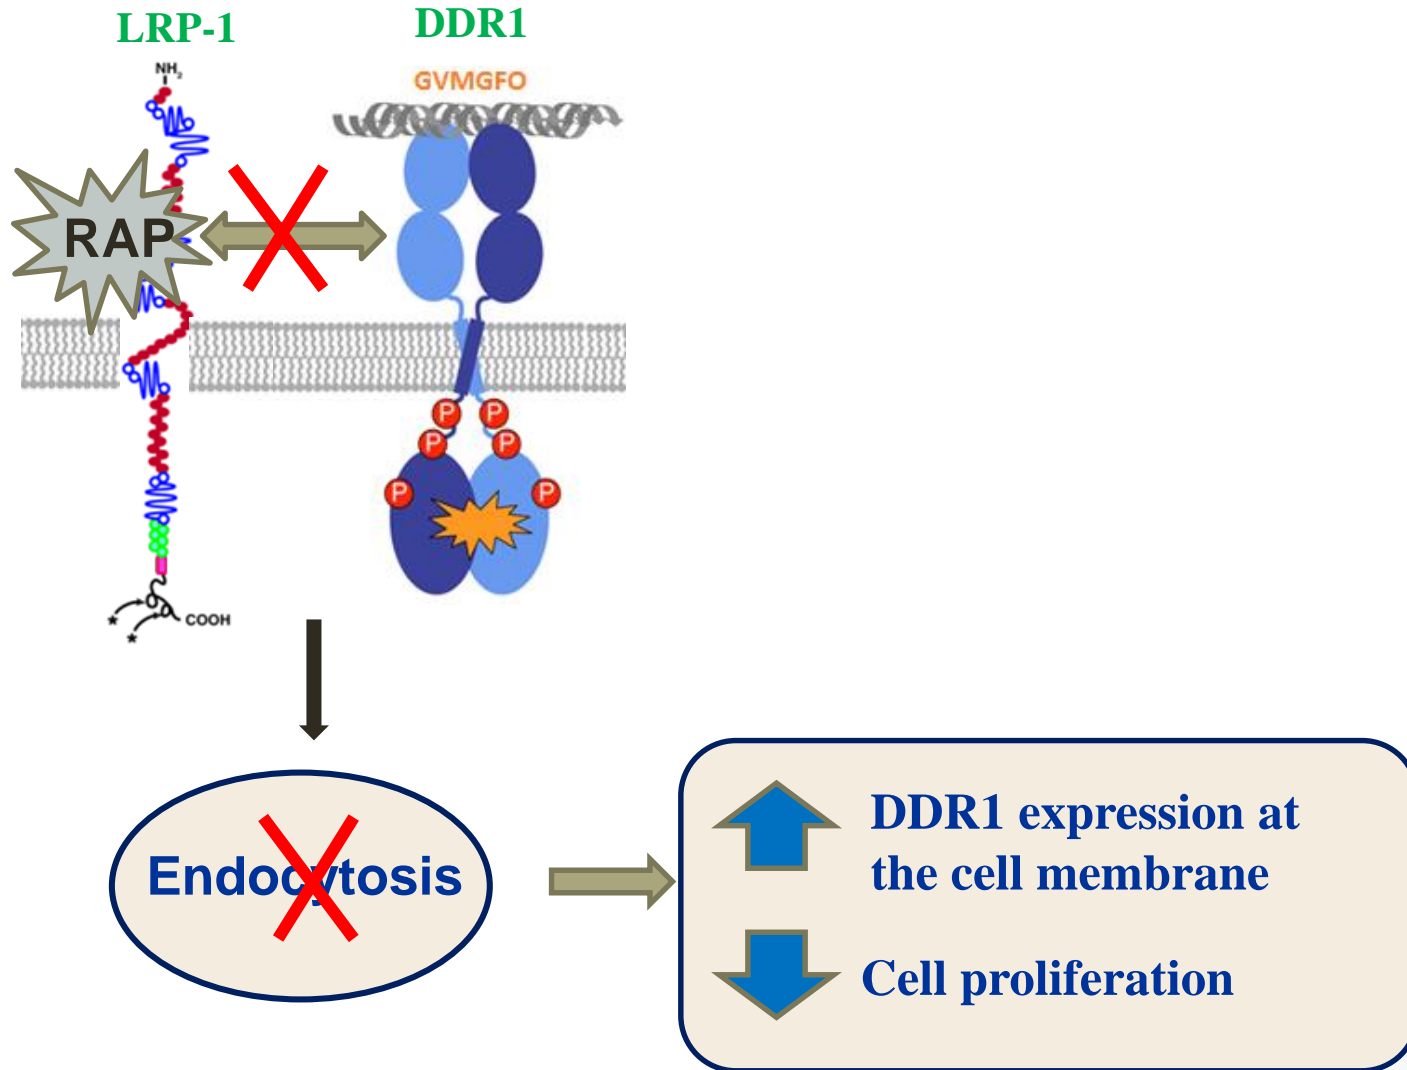 LRP-1
DDR1
NH2
GVMGFO
RAP
P
P
P
P
P
P
COOH
Endocytosis
DDR1 expression at
the cell membrane
Cell proliferation